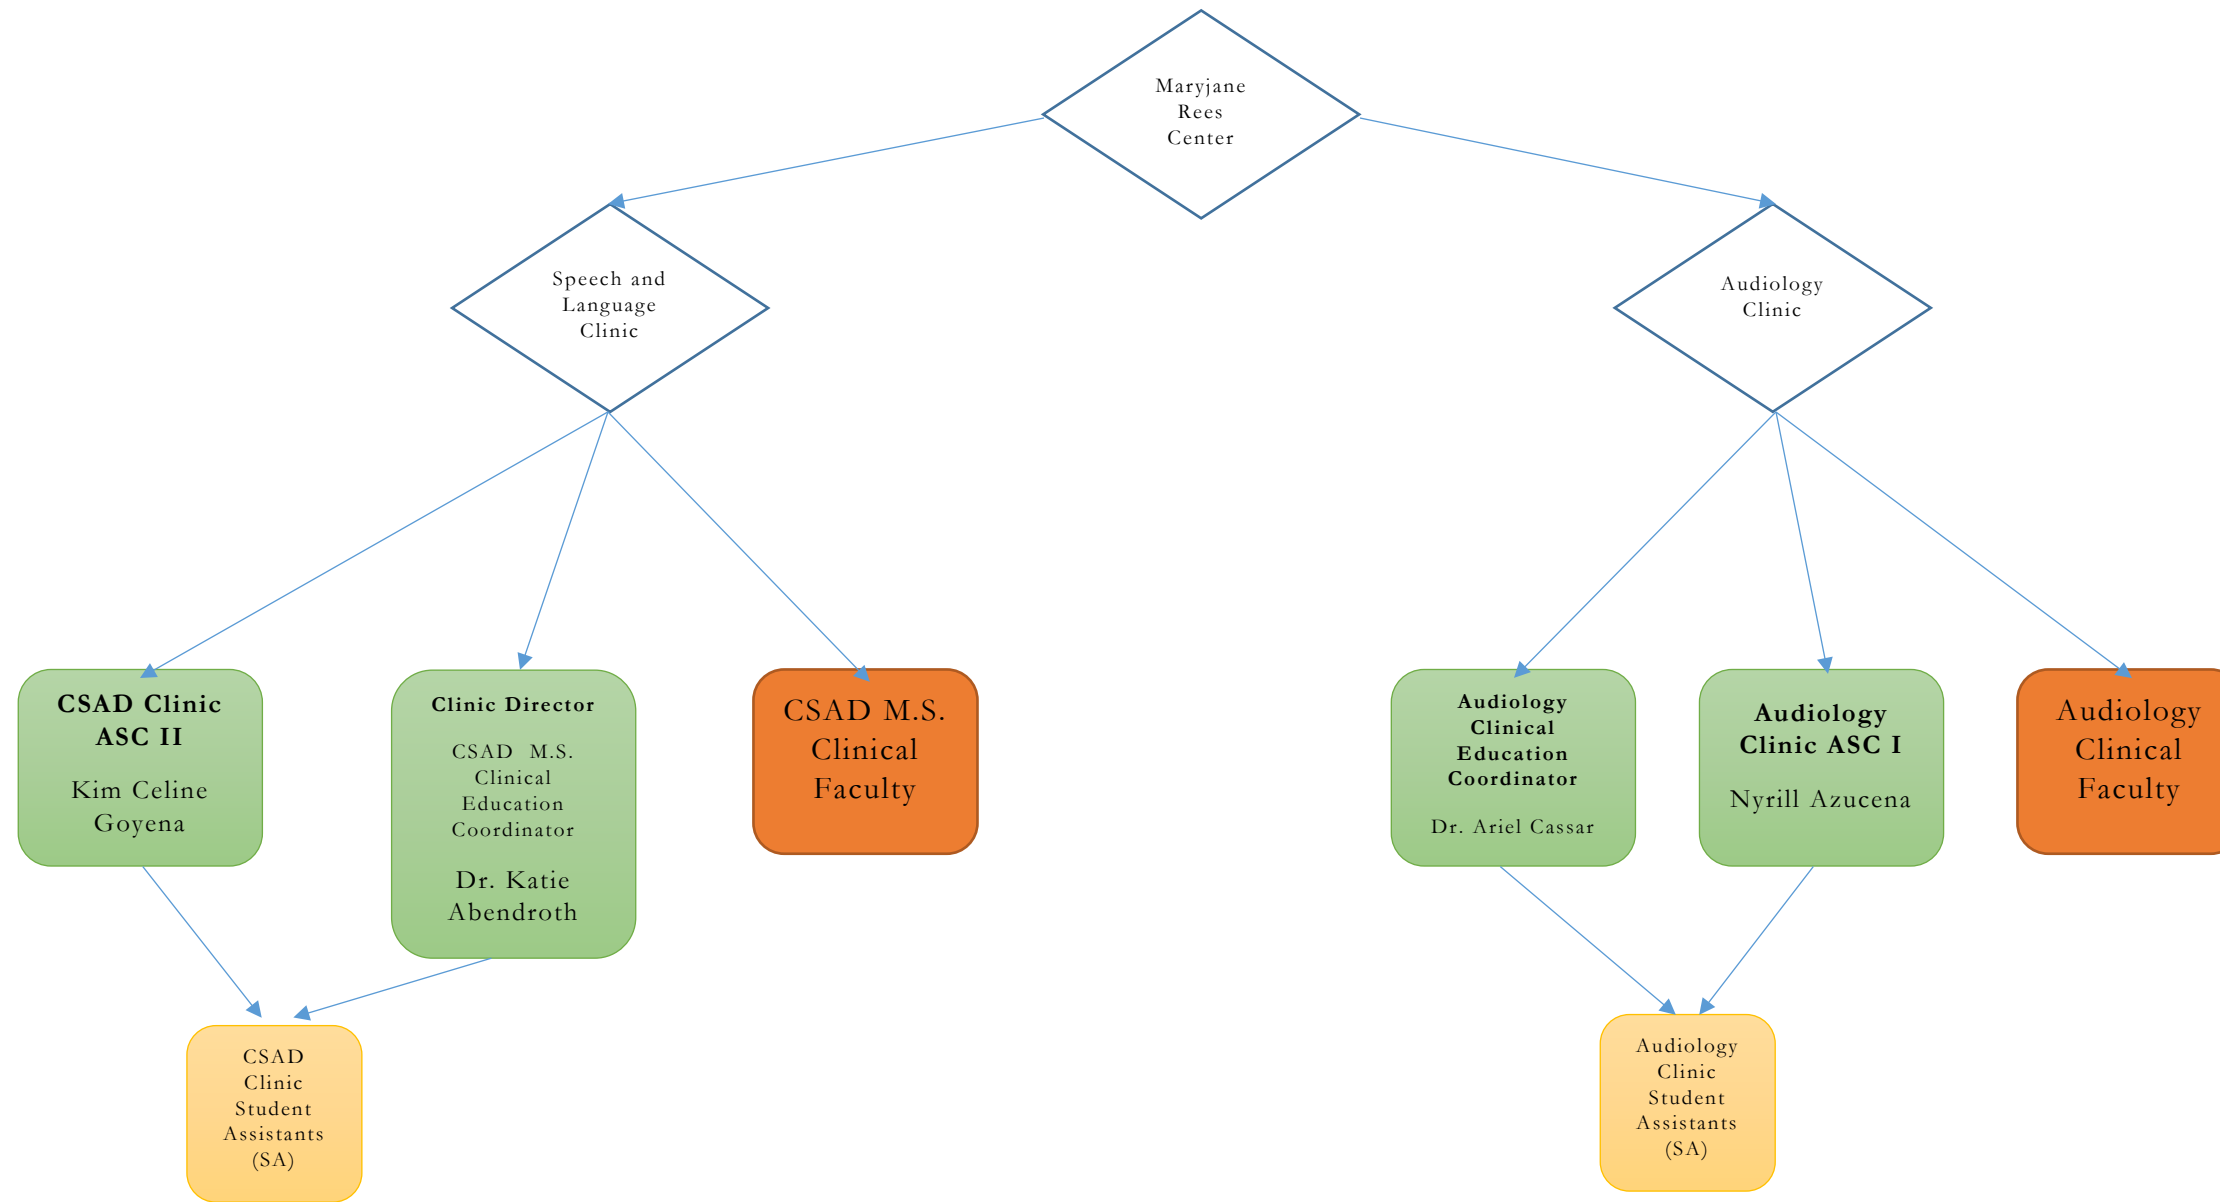 Maryjane
Rees
Center
Speech and
Language
Clinic
Audiology
Clinic
CSAD Clinic
ASC II
Kim Celine
Goyena
Clinic Director
CSAD M.S.
Clinical
Education
Coordinator
Dr. Katie
Abendroth
CSAD M.S.
Clinical
Faculty
Audiology
Clinical
Education
Coordinator
Dr. Ariel Cassar
Audiology
Clinic ASC I
Nyrill Azucena
Audiology
Clinical
Faculty
CSAD
Clinic
Student
Assistants
(SA)
Audiology
Clinic
Student
Assistants
(SA)